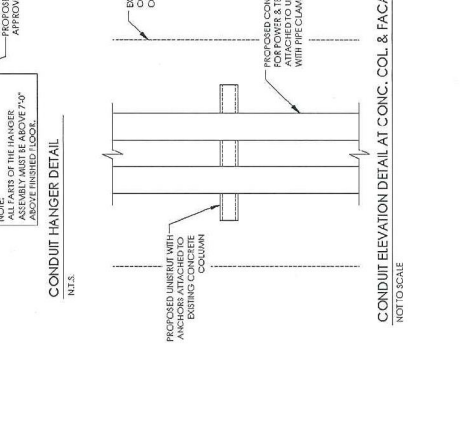 PROPOS
APPROV
NOTE:
ALL PARTS OF THE HANGER
ASSEMBLY MUST BE ABOVE 7'-0"
ABOVE FINISHED FLOOR.
CONDUIT HANGER DETAIL
N.T.S.
PROPOSED UNISTRUT WITH
ANCHORS ATTACHED TO
EXISTING CONCRETE
COLUMN
PROPOSED CON
FOR POWER & TE
ATTACHED TO U
WITH PIPE CLAM
CONDUIT ELEVATION DETAIL AT CONC. COL. & FACA
NOT TO SCALE